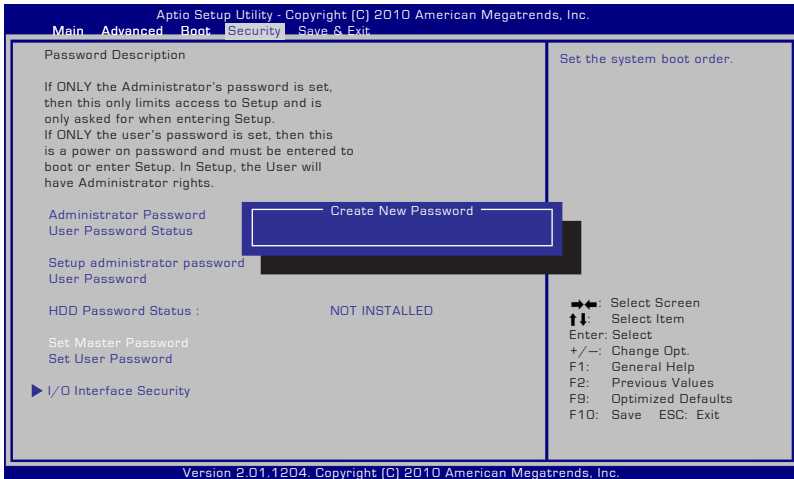 Aptio Setup Utility - Copyright (C) 2010 American Megatrends, Inc.
Main Advanced Boot Security Save & Exit
Password Description
If ONLY the Administrator's password is set,
then this only limits access to Setup and is
only asked for when entering Setup.
If ONLY the user's password is set, then this
is a power on password and must be entered to
boot or enter Setup. In Setup, the User will
have Administrator rights.
Administrator Password
User Password Status
Create New Password
Setup administrator password
User Password
HDD Password Status : NOT INSTALLED
Set Master Password
Set User Password
I/O Interface Security
Set the system boot order.
→←: Select Screen
↑↓: Select Item
Enter: Select
+/—: Change Opt.
F1: General Help
F2: Previous Values
F9: Optimized Defaults
F10: Save ESC: Exit
Version 2.01.1204. Copyright (C) 2010 American Megatrends, Inc.